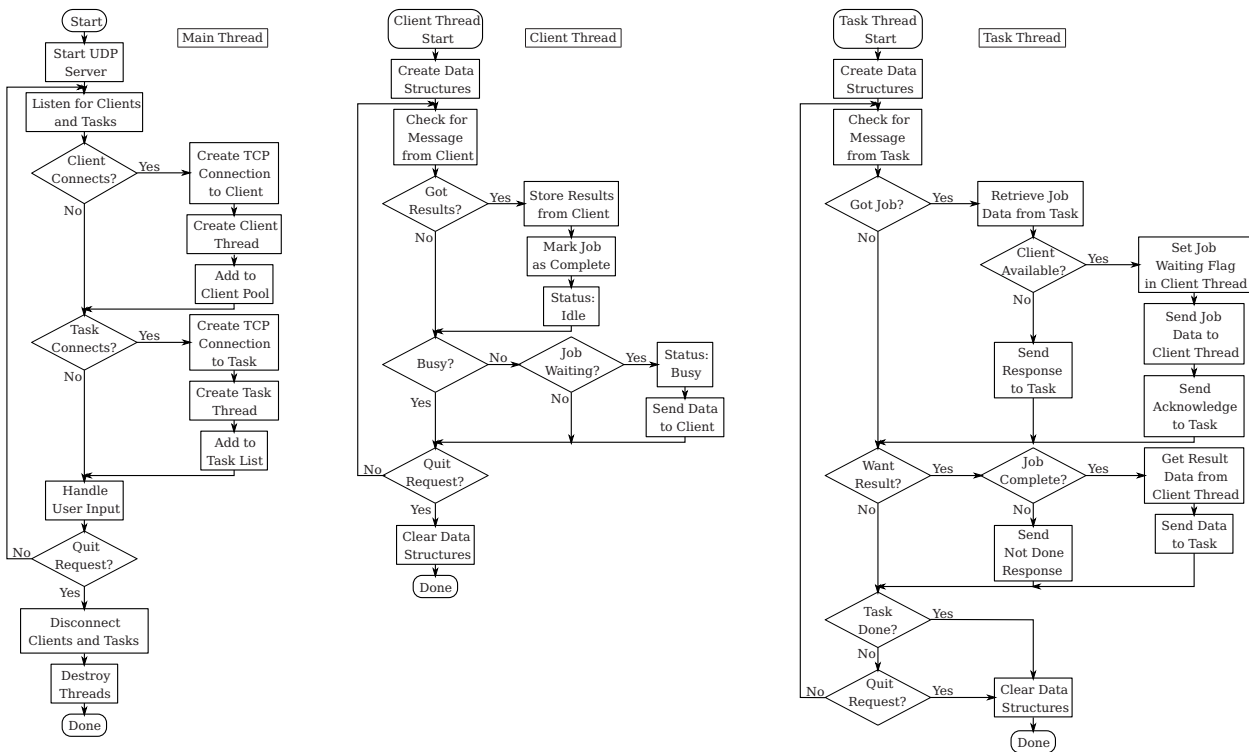 Start
Main Thread
Start UDP
Server
Listen for Clients
and Tasks
Client
Connects?
Yes
No
Create TCP
Connection
to Client
Create Client
Thread
Add to
Client Pool
Task
Connects?
Yes
No
Create TCP
Connection
to Task
Create Task
Thread
Add to
Task List
Handle
User Input
Quit
Request?
No
Yes
Disconnect
Clients and Tasks
Destroy
Threads
Done
Client Thread
Start
Client Thread
Create Data
Structures
Check for
Message
from Client
Got
Results?
Yes
No
Store Results
from Client
Mark Job
as Complete
Status:
Idle
Busy?
No
Yes
Job
Waiting?
Yes
No
Status:
Busy
Send Data
to Client
Quit
Request?
No
Yes
Clear Data
Structures
Done
Task Thread
Start
Task Thread
Create Data
Structures
Check for
Message
from Task
Got Job?
Yes
No
Retrieve Job
Data from Task
Client
Available?
Yes
No
Set Job
Waiting Flag
in Client Thread
Send Job
Data to
Client Thread
Send
Acknowledge
to Task
Send
Response
to Task
Want
Result?
Yes
No
Job
Complete?
Yes
No
Get Result
Data from
Client Thread
Send Data
to Task
Send
Not Done
Response
Task
Done?
Yes
No
Quit
Request?
No
Yes
Clear Data
Structures
Done